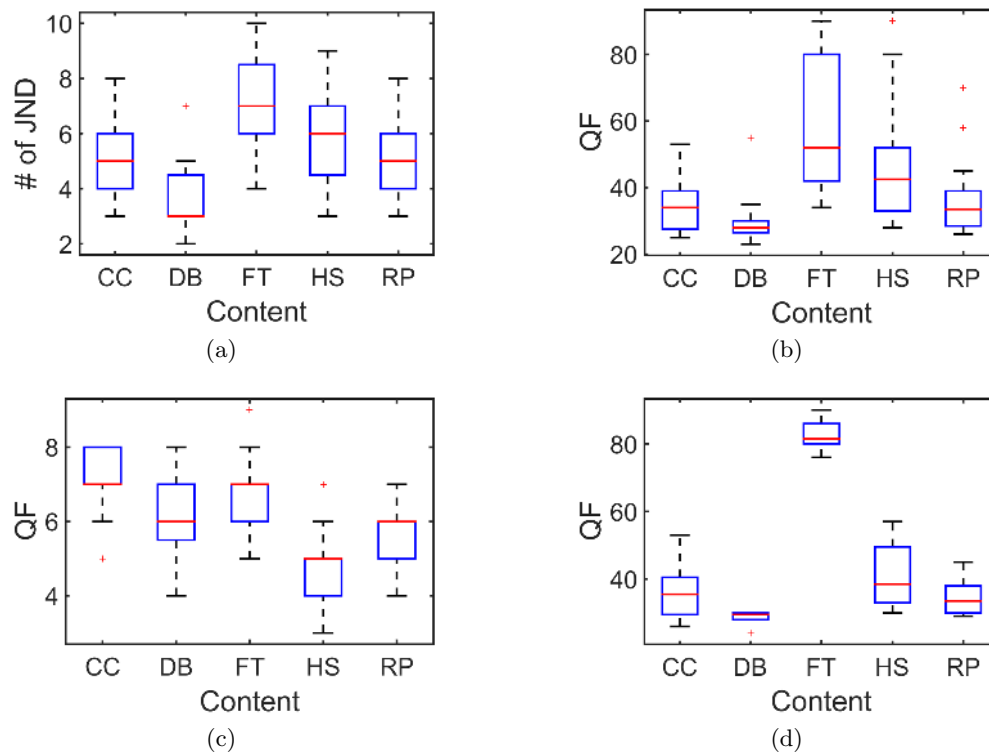 # of JND
10
8
6
4
2
CC DB FT HS RP
Content
(a)
QF
80
60
40
20
CC DB FT HS RP
Content
(b)
QF
8
6
4
CC DB FT HS RP
Content
(c)
QF
80
60
40
CC DB FT HS RP
Content
(d)